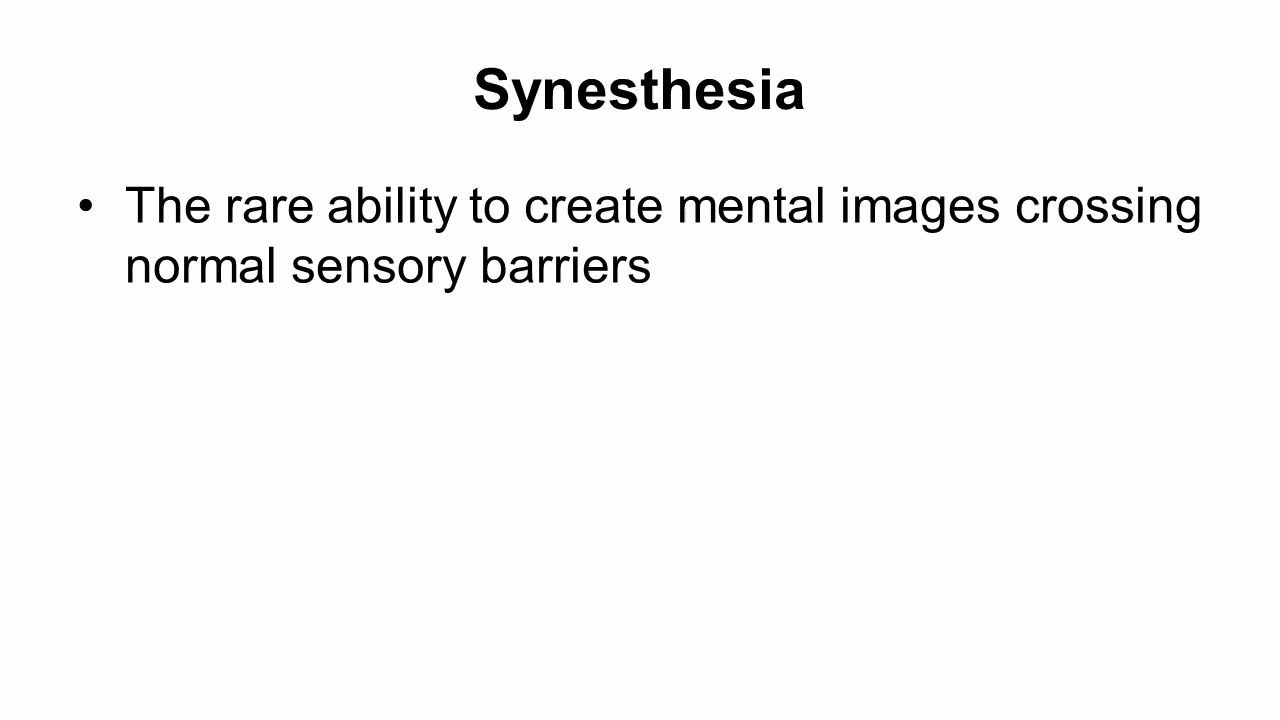 Synesthesia
• The rare ability to create mental images crossing
normal sensory barriers